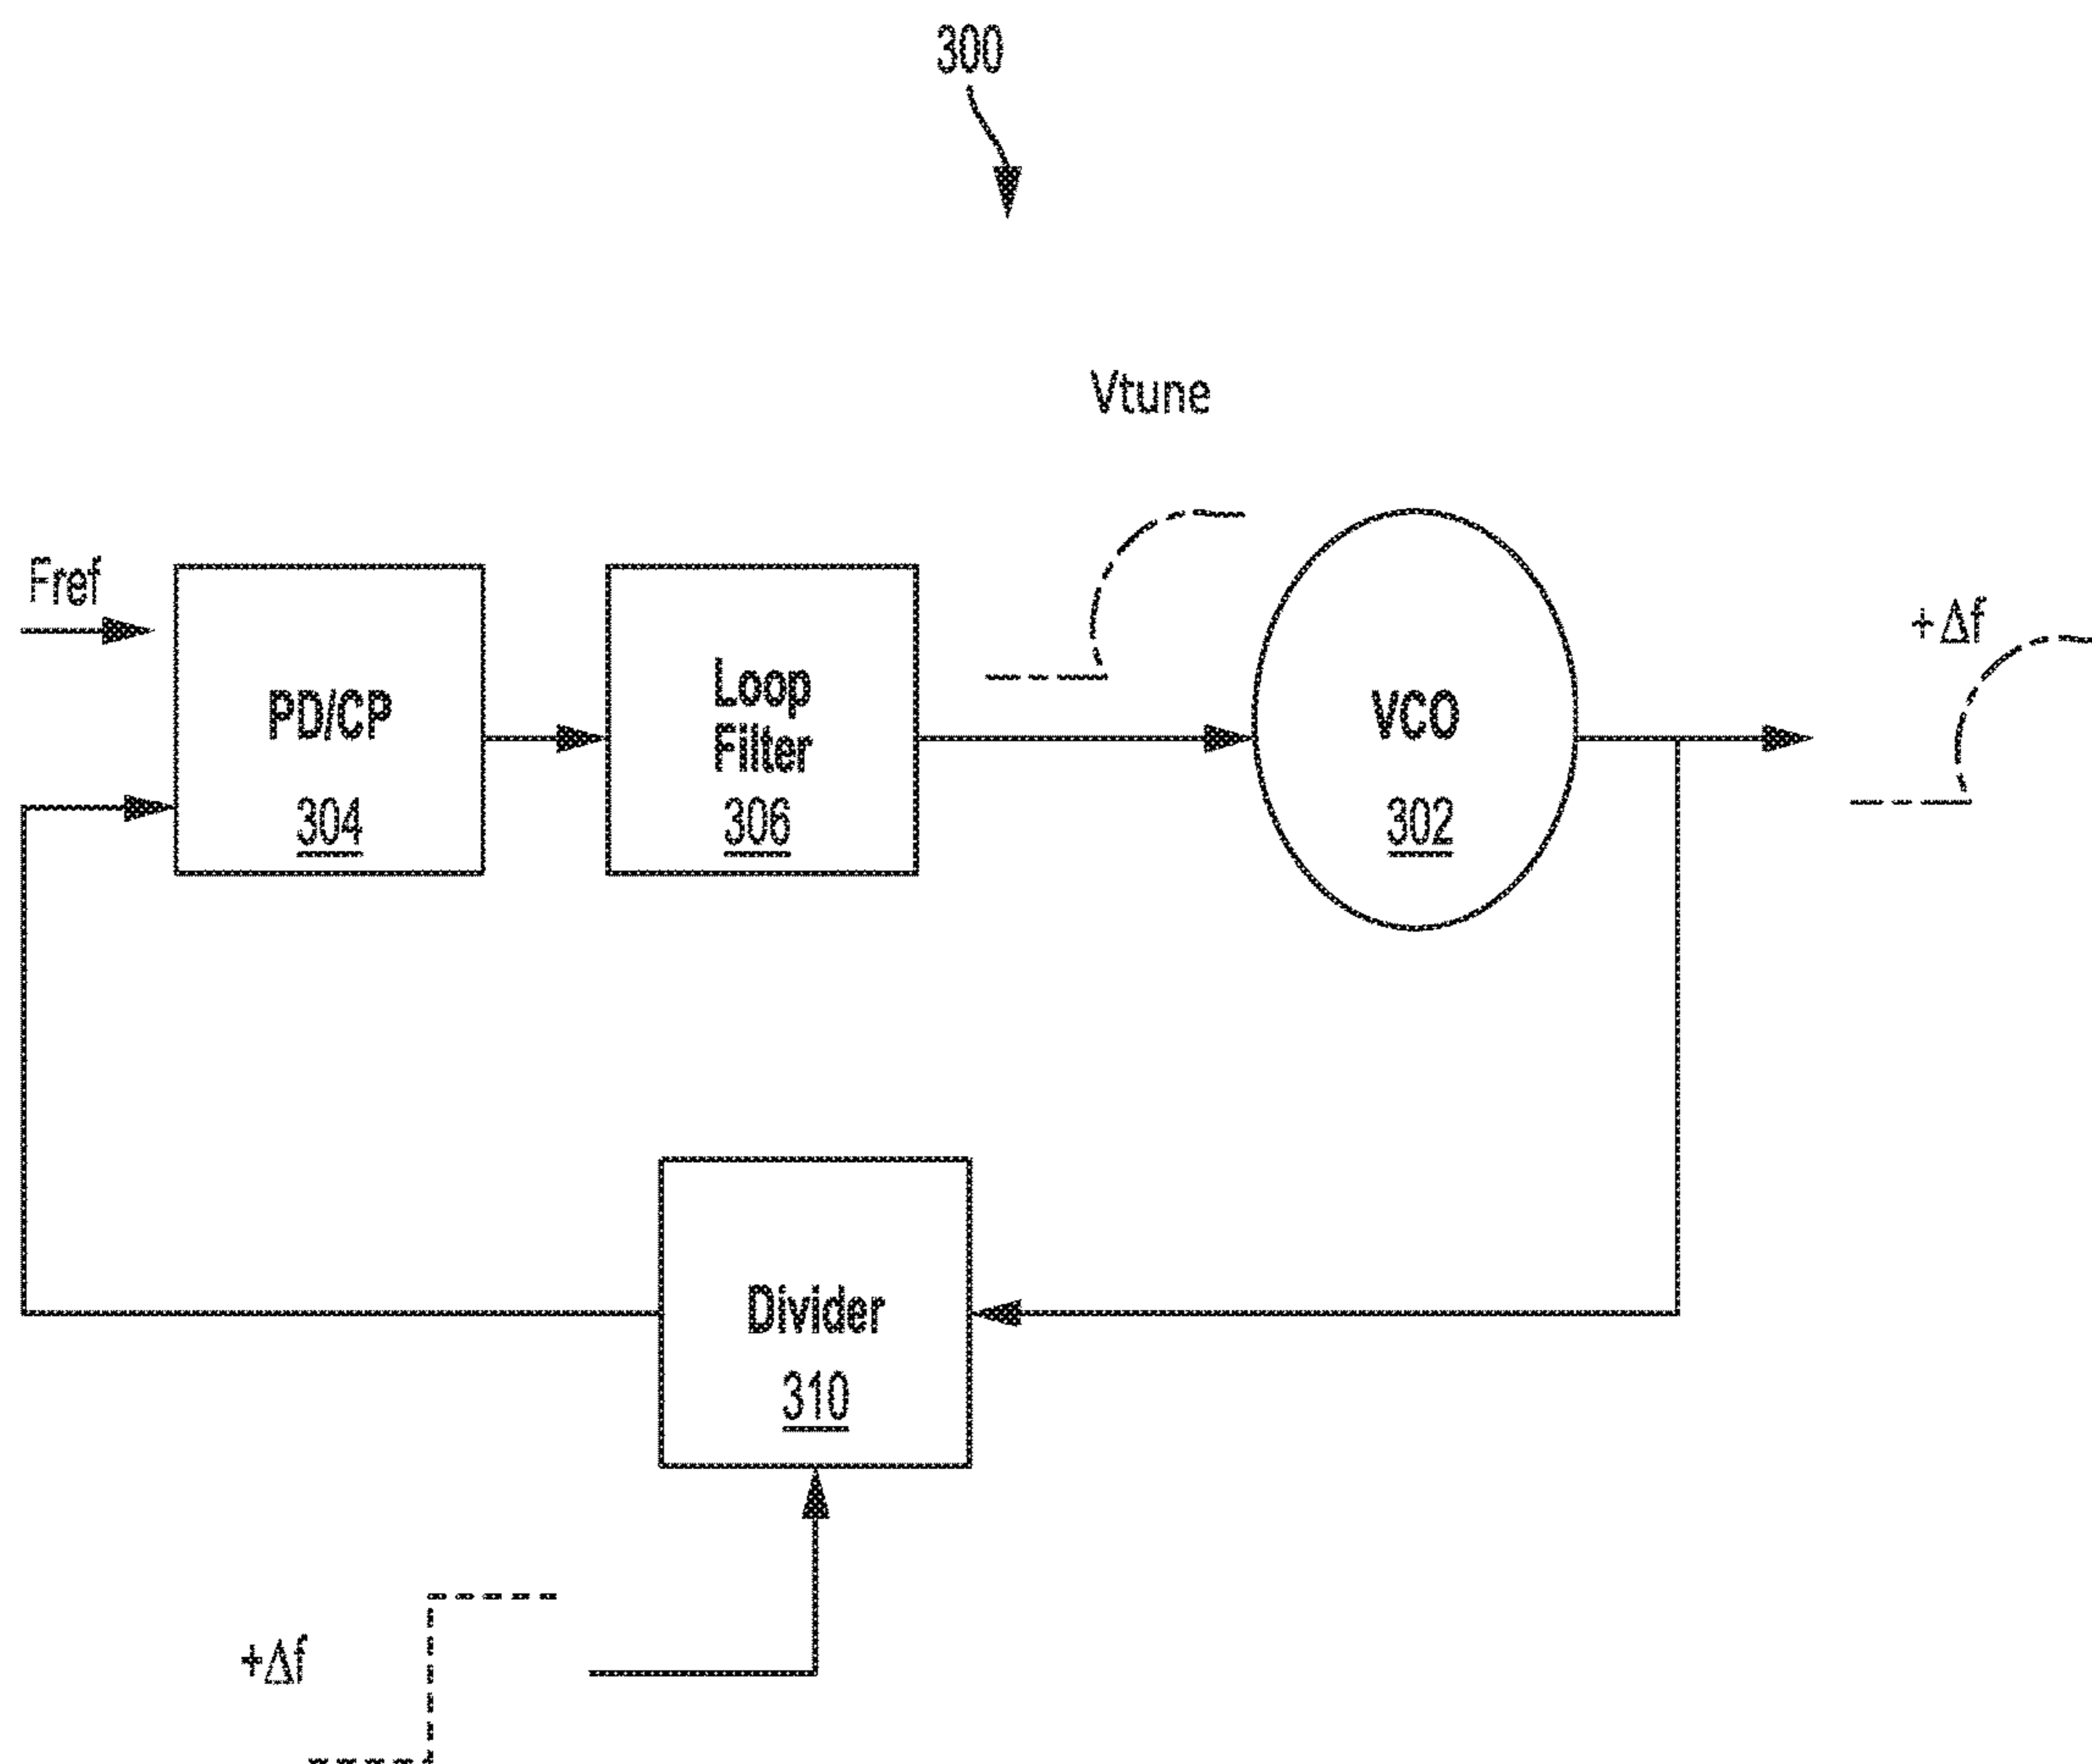 300
Vtune
Fref
PD/CP
304
Loop
Filter
306
VCO
302
+Δf
Divider
310
+Δf